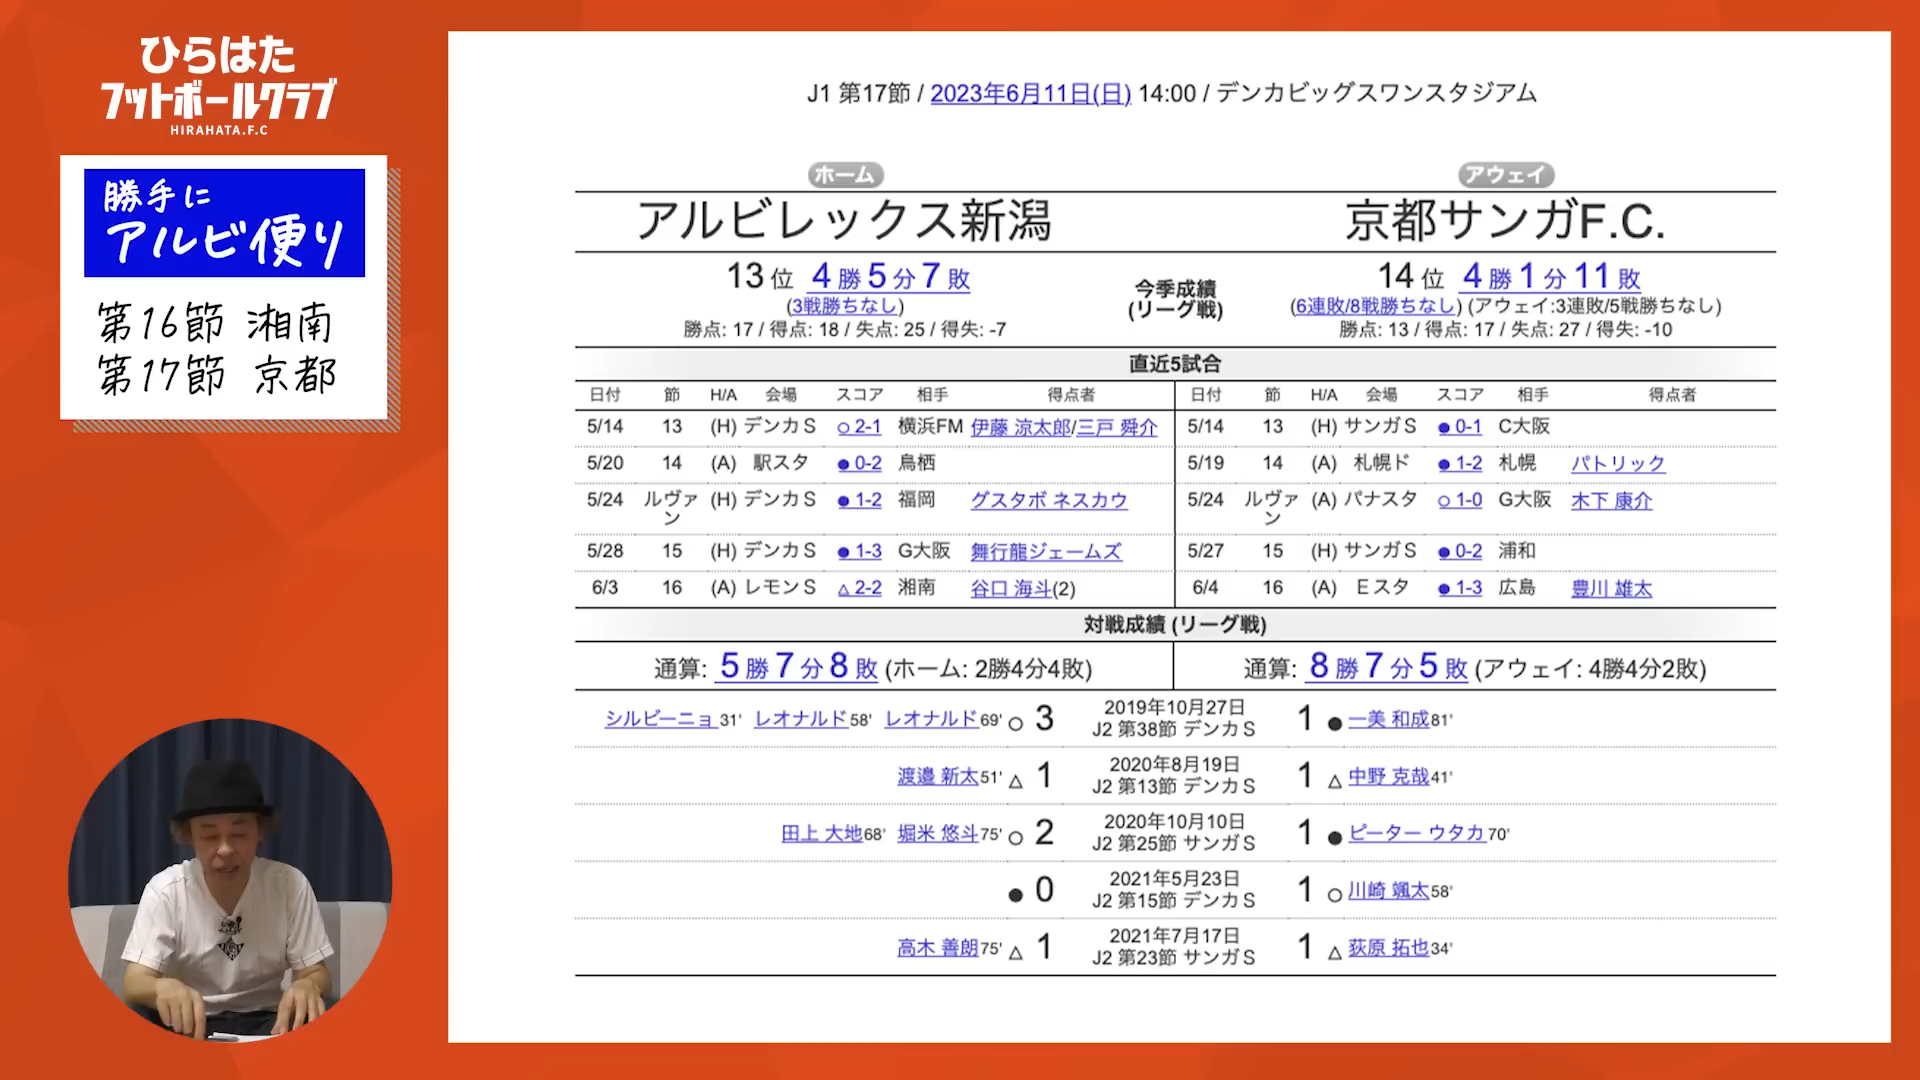 ひらはた
フットボールクラブ
HIRAHATA.F.C
勝手に
アルビ便り
第16節 湘南
第17節 京都
J1 第17節 / 2023年6月11日(日) 14:00 / デンカビッグスワンスタジアム
ホーム アウェイ
アルビレックス新潟 京都サンガF.C.
13 位 4 勝 5 分 7 敗 今季成績 14 位 4 勝 1 分 11 敗
(3戦勝ちなし) (リーグ戦) (6連敗/8戦勝ちなし) (アウェイ:3連敗/5戦勝ちなし)
勝点: 17 / 得点: 18 / 失点: 25 / 得失: -7 勝点: 13 / 得点: 17 / 失点: 27 / 得失: -10
直近5試合
日付 節 H/A 会場 スコア 相手 得点者 日付 節 H/A 会場 スコア 相手 得点者
5/14 13 (H) デンカＳ ○ 2-1 横浜FM 伊藤 涼太郎/三戸 舜介 5/14 13 (H) サンガＳ ● 0-1 C大阪
5/20 14 (A) 駅スタ ● 0-2 鳥栖 5/19 14 (A) 札幌ド ● 1-2 札幌 パトリック
5/24 ルヴァン (H) デンカＳ ● 1-2 福岡 グスタボ ネスカウ 5/24 ルヴァン (A) パナスタ ○ 1-0 G大阪 木下 康介
5/28 15 (H) デンカＳ ● 1-3 G大阪 舞行龍ジェームズ 5/27 15 (H) サンガＳ ● 0-2 浦和
6/3 16 (A) レモンＳ △ 2-2 湘南 谷口 海斗(2) 6/4 16 (A) Ｅスタ ● 1-3 広島 豊川 雄太
対戦成績 (リーグ戦)
通算: 5 勝 7 分 8 敗 (ホーム: 2勝4分4敗) 通算: 8 勝 7 分 5 敗 (アウェイ: 4勝4分2敗)
シルビーニョ 31' レオナルド 58' レオナルド 69' ○ 3 2019年10月27日 1 ● 一美 和成 81'
J2 第38節 デンカＳ
渡邉 新太 51' △ 1 2020年8月19日 1 △ 中野 克哉 41'
J2 第13節 デンカＳ
田上 大地 68' 堀米 悠斗 75' ○ 2 2020年10月10日 1 ● ピーター ウタカ 70'
J2 第25節 サンガＳ
● 0 2021年5月23日 1 ○ 川﨑 颯太 58'
J2 第15節 デンカＳ
高木 善朗 75' △ 1 2021年7月17日 1 △ 荻原 拓也 34'
J2 第23節 サンガＳ